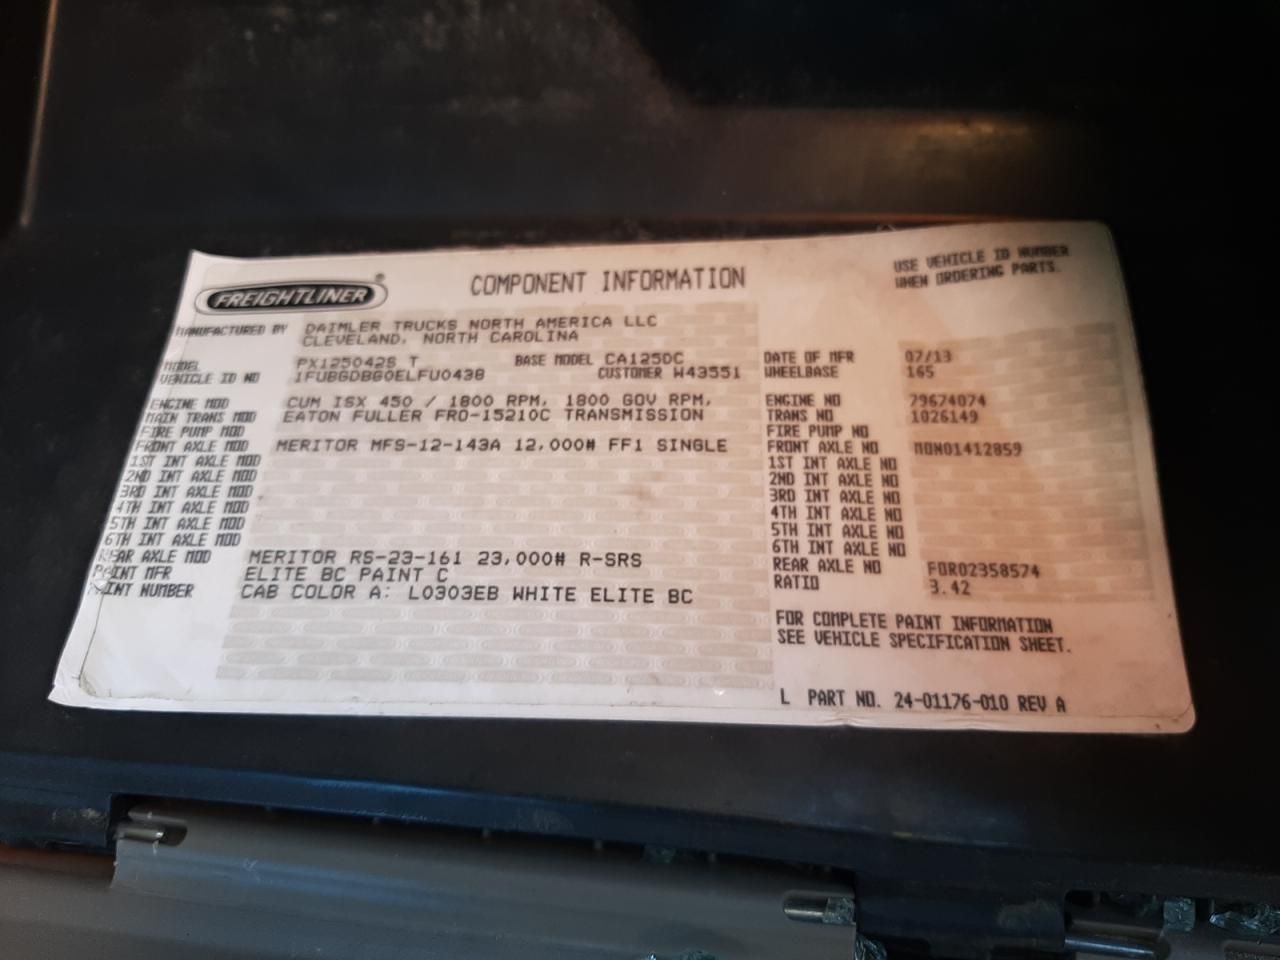 FREIGHTLINER®
COMPONENT INFORMATION
USE VEHICLE ID NUMBER
WHEN ORDERING PARTS.
MANUFACTURED BY DAIMLER TRUCKS NORTH AMERICA LLC
CLEVELAND, NORTH CAROLINA
MODEL PX125042S T BASE MODEL CA125DC DATE OF MFR 07/13
VEHICLE ID NO 1FUBGDBG0ELFU0438 CUSTOMER W43551 WHEELBASE 165
ENGINE MOD CUM ISX 450 / 1800 RPM, 1800 GOV RPM, ENGINE NO 79674074
MAIN TRANS MOD EATON FULLER FRO-15210C TRANSMISSION TRANS NO 1026149
FIRE PUMP MOD FIRE PUMP NO
FRONT AXLE MOD MERITOR MFS-12-143A 12,000# FF1 SINGLE FRONT AXLE NO MON01412859
1ST INT AXLE MOD 1ST INT AXLE NO
2ND INT AXLE MOD 2ND INT AXLE NO
3RD INT AXLE MOD 3RD INT AXLE NO
4TH INT AXLE MOD 4TH INT AXLE NO
5TH INT AXLE MOD 5TH INT AXLE NO
6TH INT AXLE MOD 6TH INT AXLE NO
REAR AXLE MOD MERITOR RS-23-161 23,000# R-SRS REAR AXLE NO FOR02358574
PAINT MFR ELITE BC PAINT C RATIO 3.42
PAINT NUMBER CAB COLOR A: L0303EB WHITE ELITE BC
FOR COMPLETE PAINT INFORMATION
SEE VEHICLE SPECIFICATION SHEET.
L PART NO. 24-01176-010 REV A